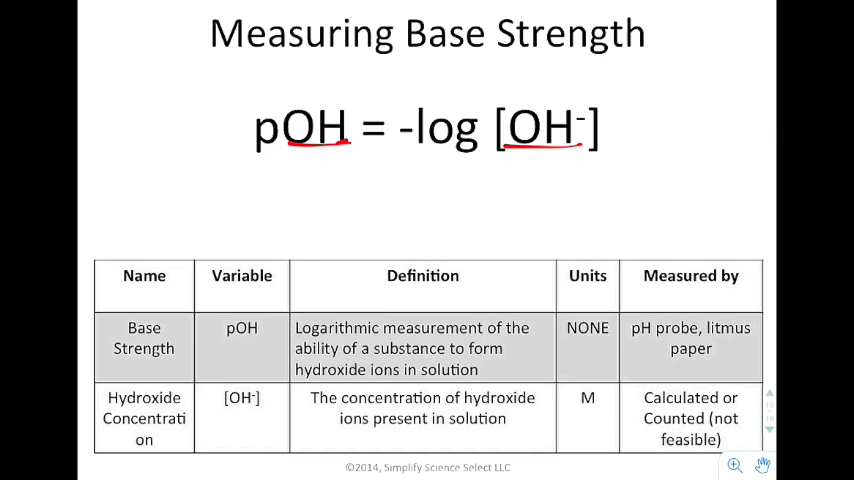 Measuring Base Strength
pOH = -log [OH⁻]
Name Variable Definition Units Measured by
Base Strength pOH Logarithmic measurement of the ability of a substance to form hydroxide ions in solution NONE pH probe, litmus paper
Hydroxide Concentrati on [OH⁻] The concentration of hydroxide ions present in solution M Calculated or Counted (not feasible)
©2014, Simplify Science Select LLC